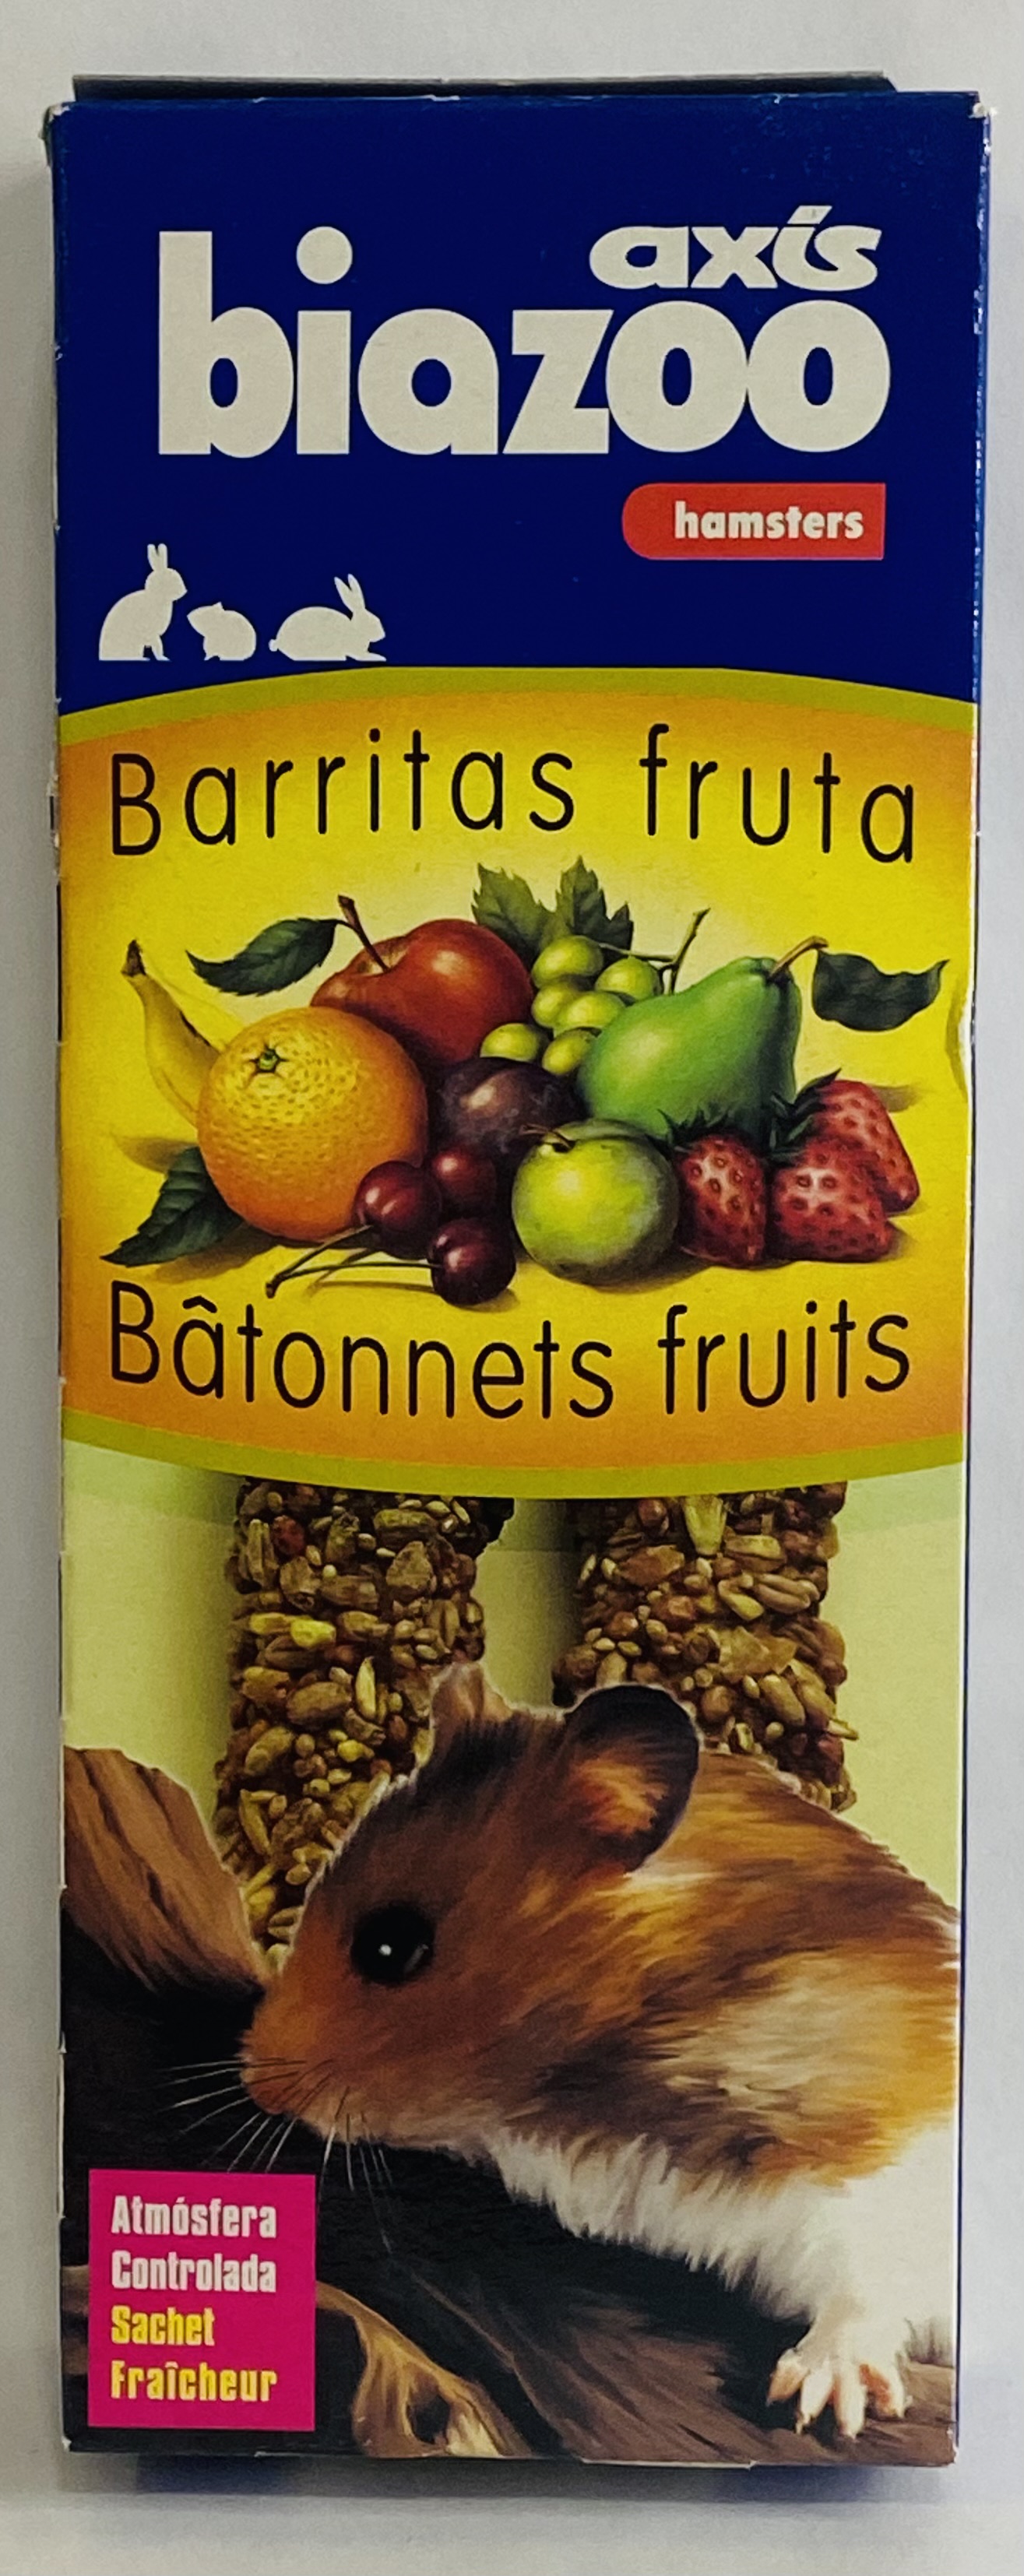 axis
biazoo
hamsters
Barritas fruta
Bâtonnets fruits
Atmósfera
Controlada
Sachet
Fraîcheur